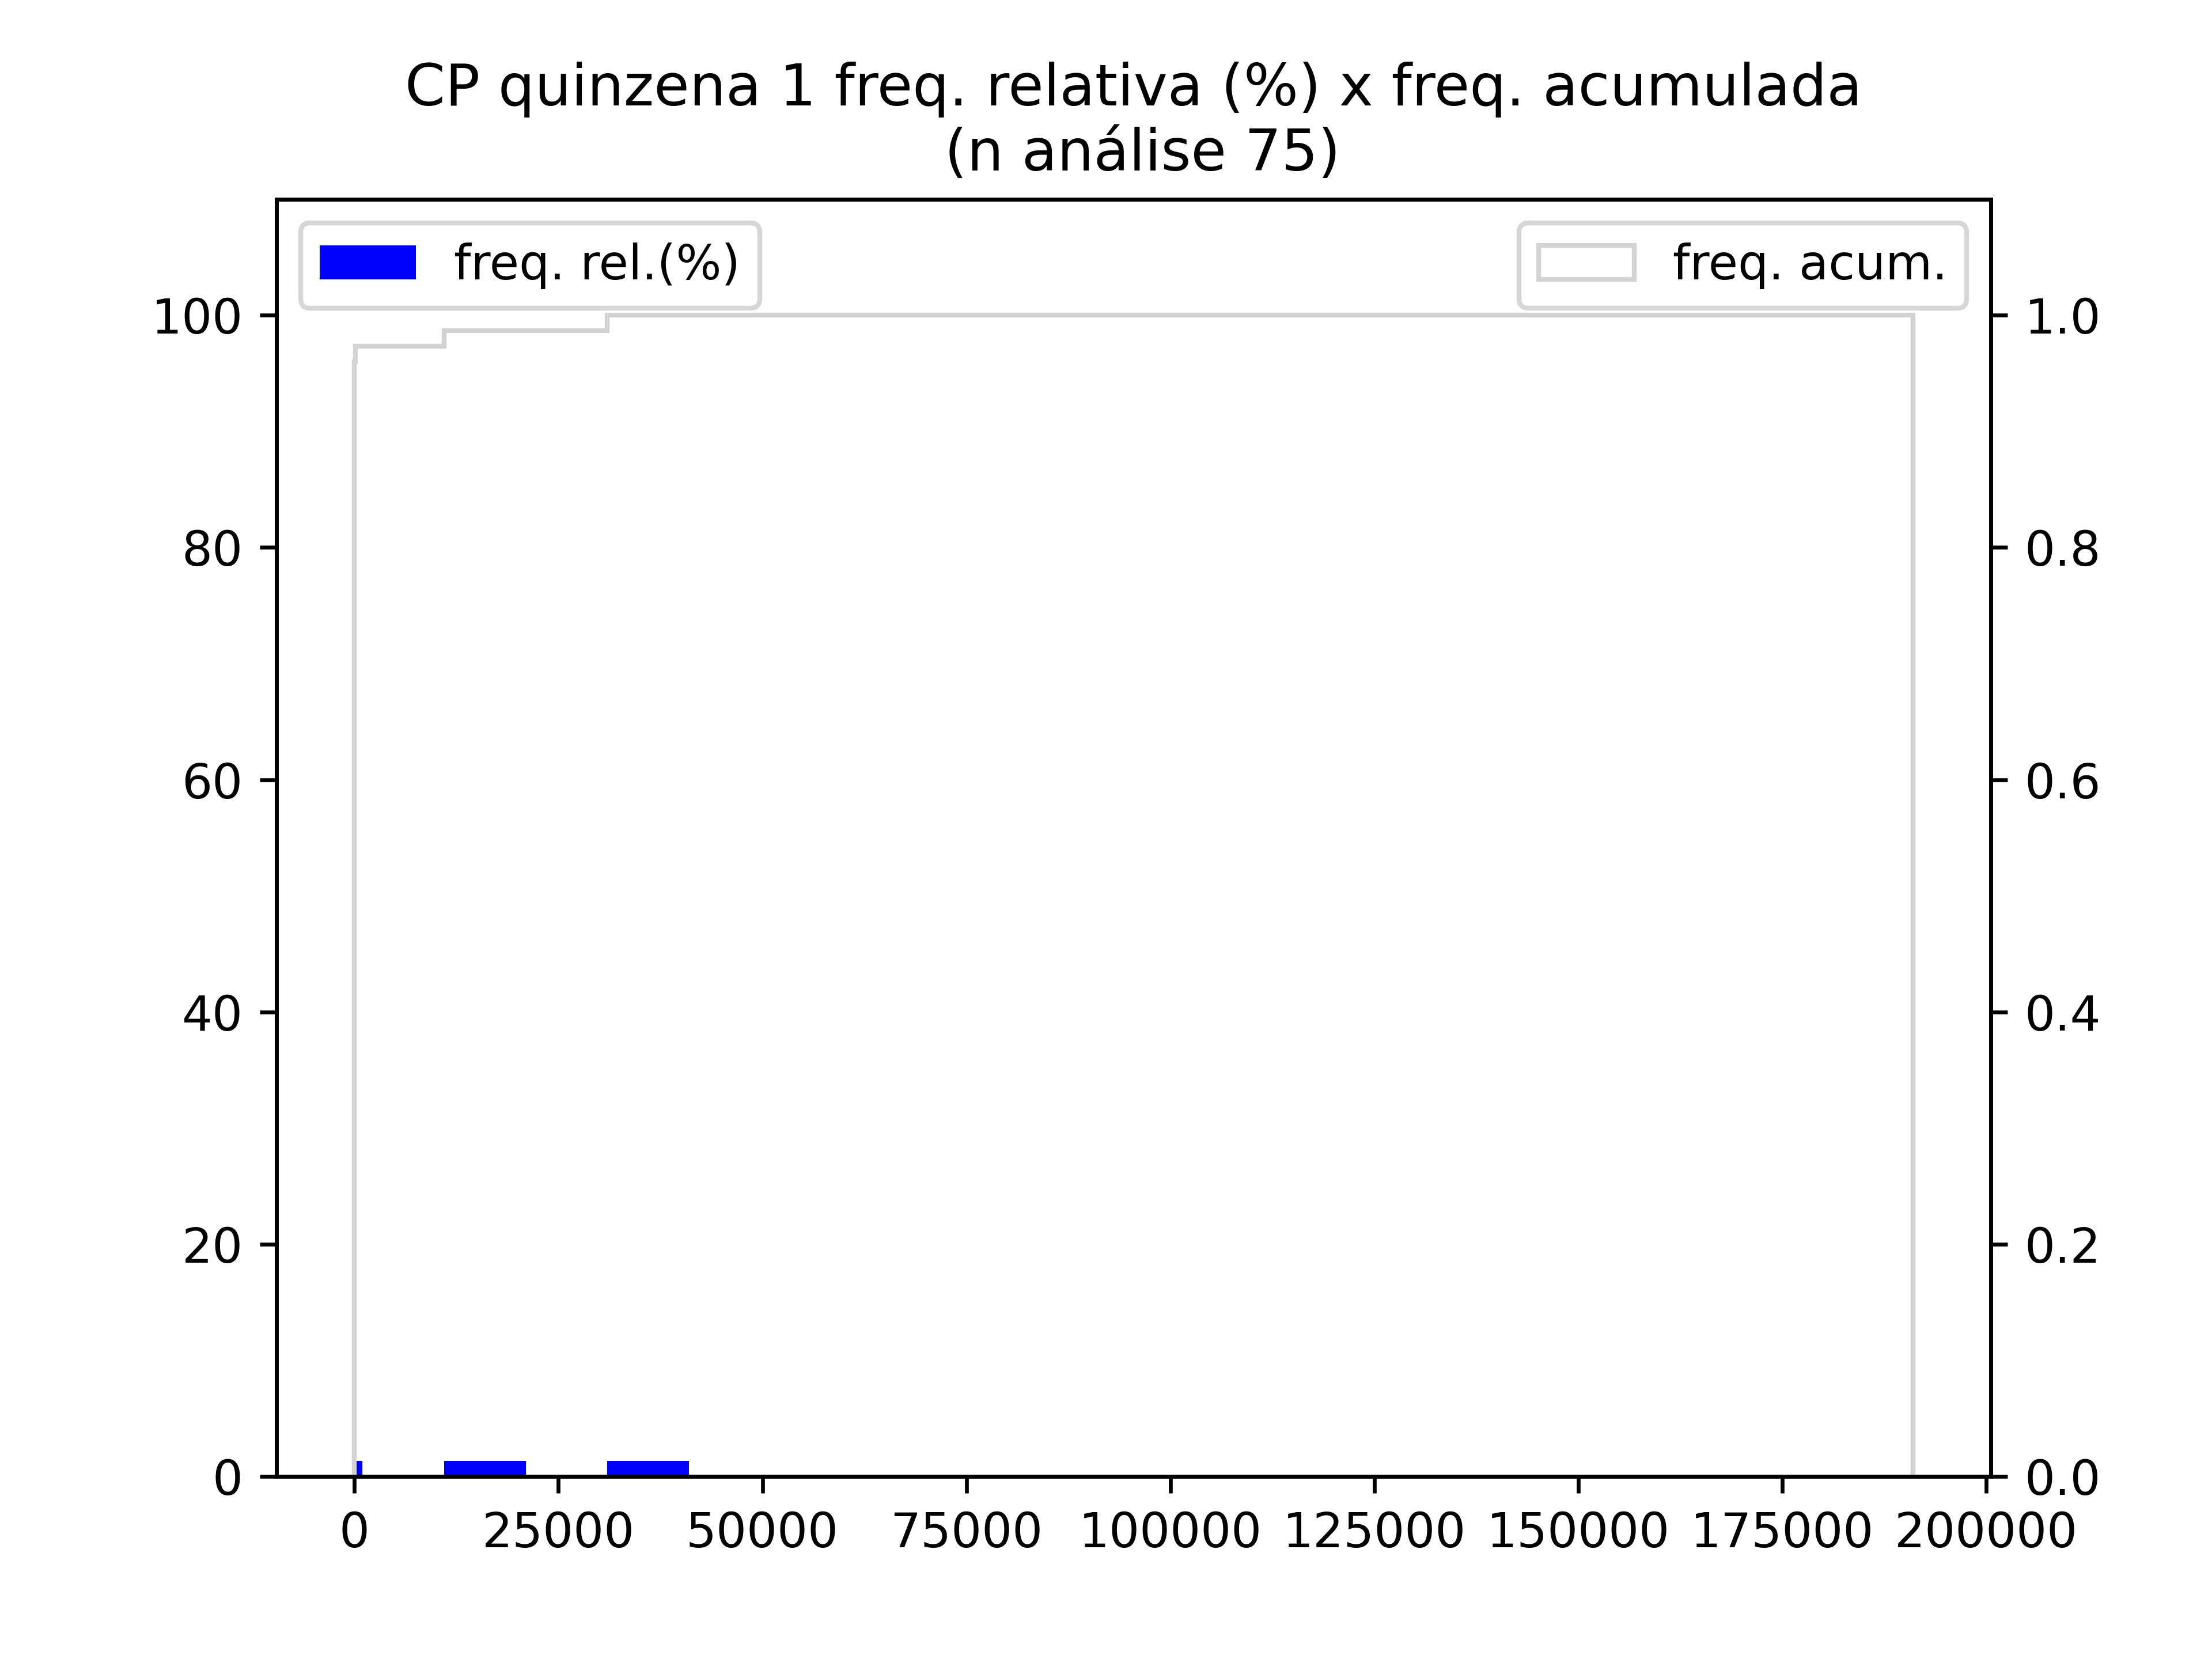 CP quinzena 1 freq. relativa (%) x freq. acumulada
(n análise 75)
freq. rel.(%)
freq. acum.
100
80
60
40
20
0
1.0
0.8
0.6
0.4
0.2
0.0
0 25000 50000 75000 100000 125000 150000 175000 200000